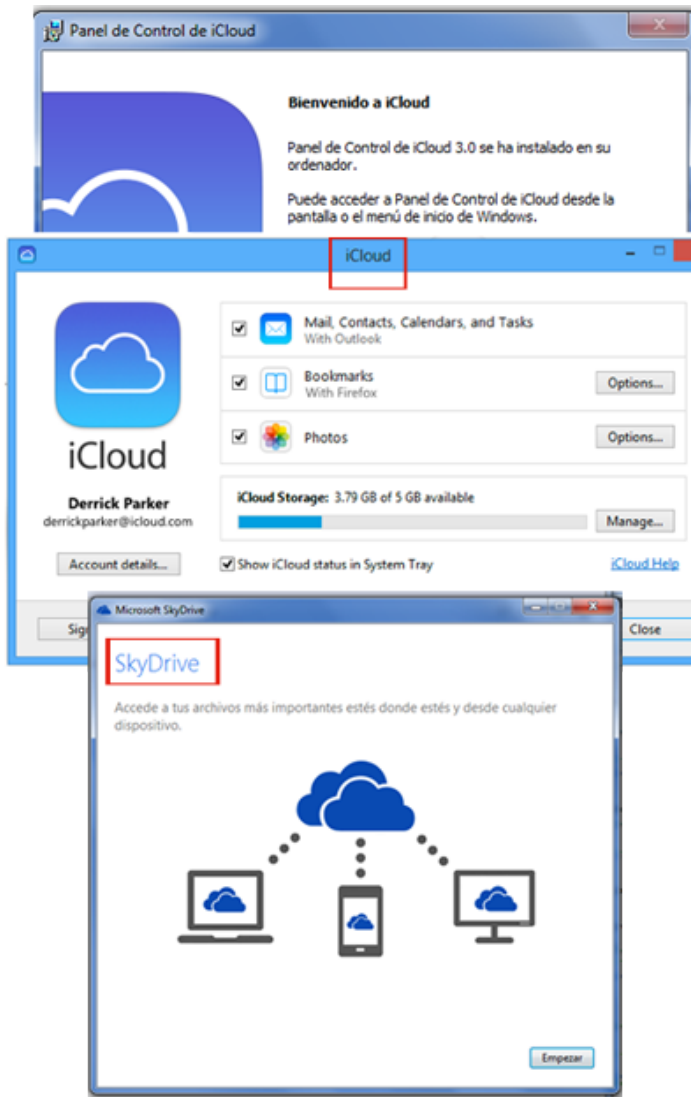 Panel de Control de iCloud
Bienvenido a iCloud
Panel de Control de iCloud 3.0 se ha instalado en su
ordenador.
Puede acceder a Panel de Control de iCloud desde la
pantalla o el menú de inicio de Windows.
iCloud
Mail, Contacts, Calendars, and Tasks
With Outlook
Bookmarks
With Firefox
Options...
Photos
Options...
iCloud
Derrick Parker
derrickparker@icloud.com
Account details...
iCloud Storage: 3.79 GB of 5 GB available
Manage...
Show iCloud status in System Tray
iCloud Help
Close
Microsoft SkyDrive
SkyDrive
Accede a tus archivos más importantes estés donde estés y desde cualquier
dispositivo.
Empezar